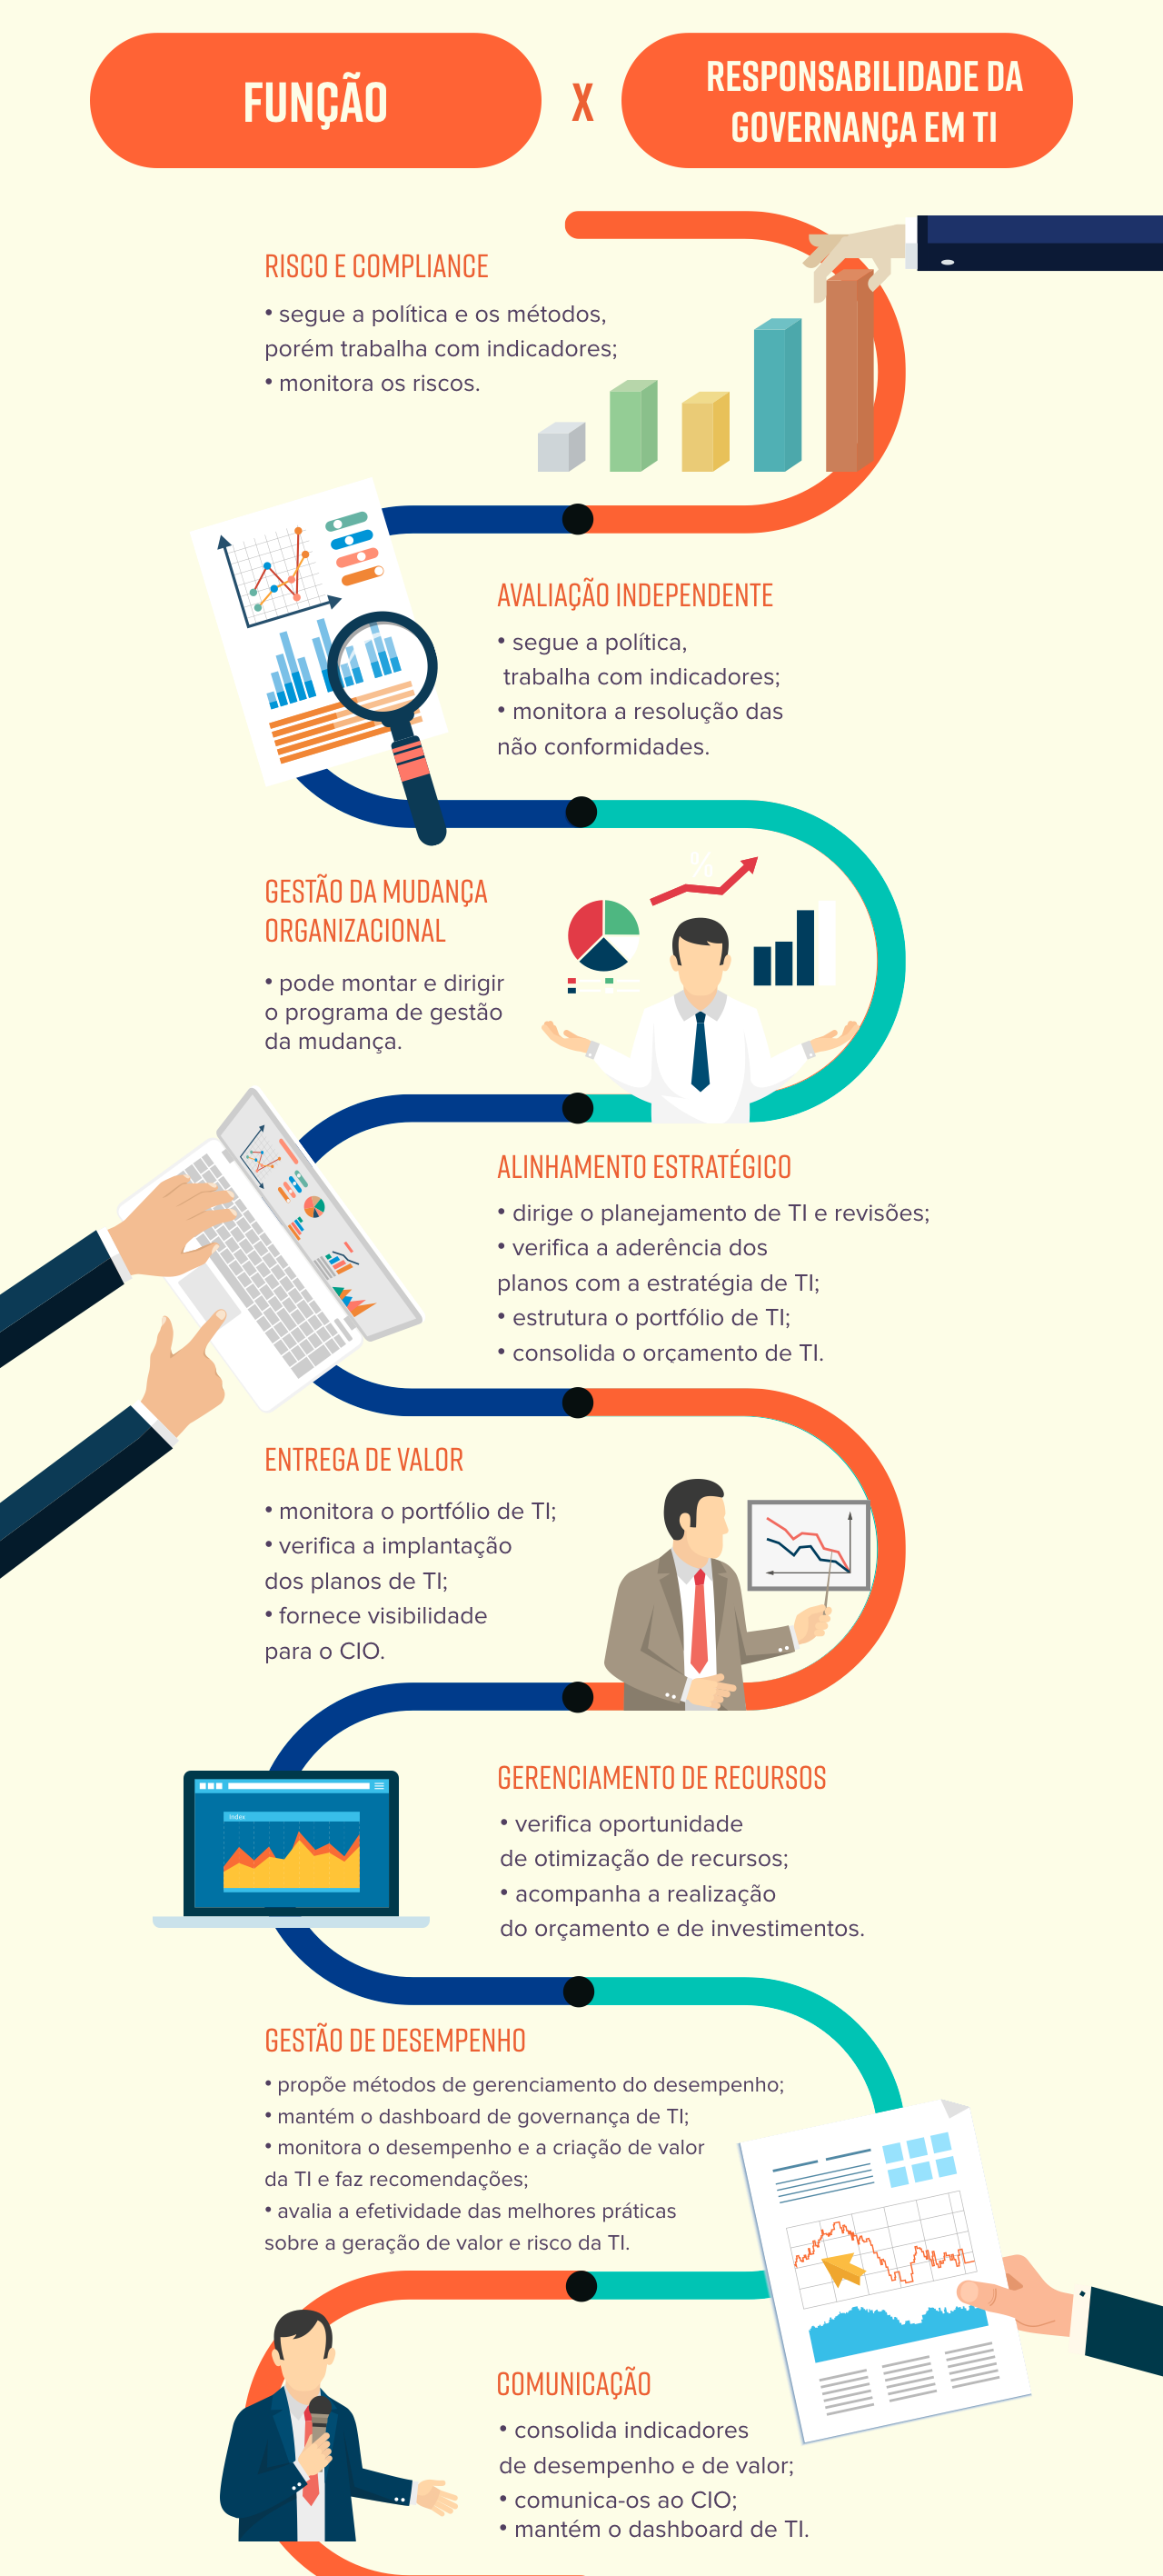 FUNÇÃO
X
RESPONSABILIDADE DA
GOVERNANÇA EM TI
RISCO E COMPLIANCE
• segue a política e os métodos,
porém trabalha com indicadores;
• monitora os riscos.
AVALIAÇÃO INDEPENDENTE
• segue a política,
trabalha com indicadores;
• monitora a resolução das
não conformidades.
%
GESTÃO DA MUDANÇA
ORGANIZACIONAL
• pode montar e dirigir
o programa de gestão
da mudança.
ALINHAMENTO ESTRATÉGICO
• dirige o planejamento de TI e revisões;
• verifica a aderência dos
planos com a estratégia de TI;
• estrutura o portfólio de TI;
• consolida o orçamento de TI.
ENTREGA DE VALOR
• monitora o portfólio de TI;
• verifica a implantação
dos planos de TI;
• fornece visibilidade
para o CIO.
GERENCIAMENTO DE RECURSOS
• verifica oportunidade
de otimização de recursos;
• acompanha a realização
do orçamento e de investimentos.
Index
GESTÃO DE DESEMPENHO
• propõe métodos de gerenciamento do desempenho;
• mantém o dashboard de governança de TI;
• monitora o desempenho e a criação de valor
da TI e faz recomendações;
• avalia a efetividade das melhores práticas
sobre a geração de valor e risco da TI.
COMUNICAÇÃO
• consolida indicadores
de desempenho e de valor;
• comunica-os ao CIO;
• mantém o dashboard de TI.